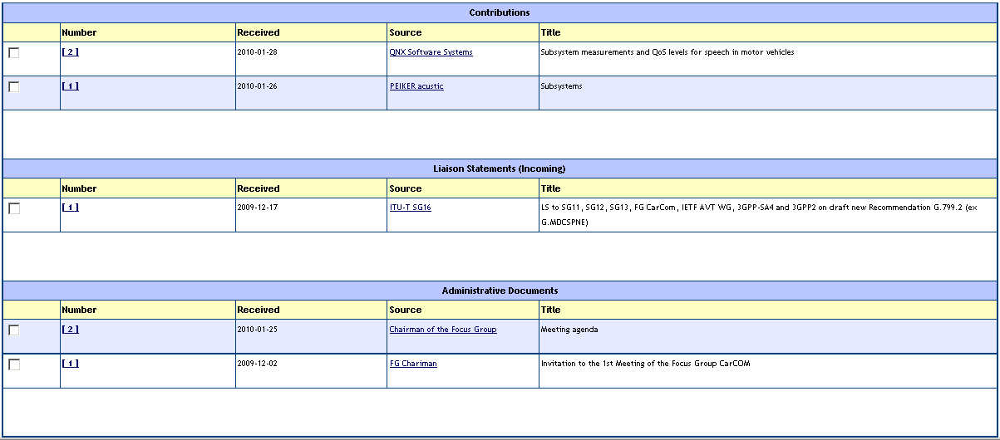 Contributions
Number Received Source Title
[ 2 ] 2010-01-28 QNX Software Systems Subsystem measurements and QoS levels for speech in motor vehicles
[ 1 ] 2010-01-26 PEIKER acustic Subsystems
Liaison Statements (Incoming)
Number Received Source Title
[ 1 ] 2009-12-17 ITU-T SG16 LS to SG11, SG12, SG13, FG CarCom, IETF AVT WG, 3GPP-SA4 and 3GPP2 on draft new Recommendation G.799.2 (ex
G.MDCSPNE)
Administrative Documents
Number Received Source Title
[ 2 ] 2010-01-25 Chairman of the Focus Group Meeting agenda
[ 1 ] 2009-12-02 FG Chariman Invitation to the 1st Meeting of the Focus Group CarCOM